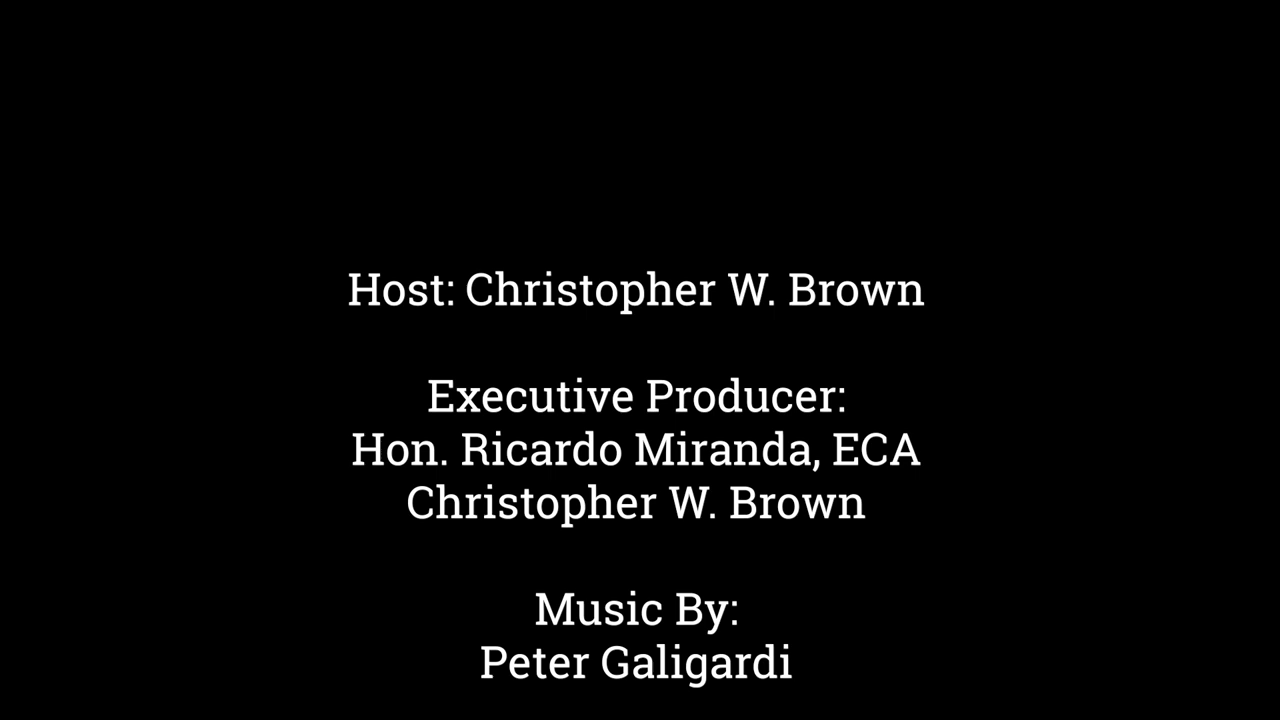 Host: Christopher W. Brown
Executive Producer:
Hon. Ricardo Miranda, ECA
Christopher W. Brown
Music By:
Peter Galigardi